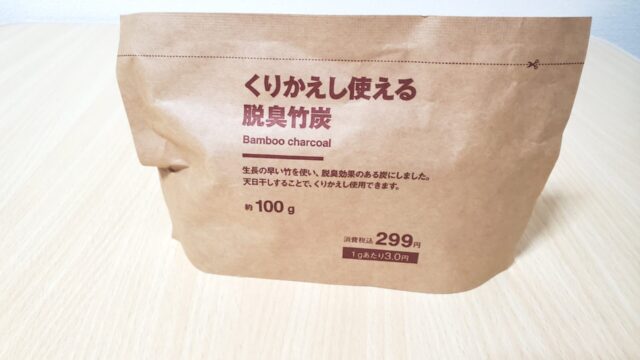 くりかえし使える
脱臭竹炭
Bamboo charcoal
生長の早い竹を使い、脱臭効果のある炭にしました。
天日干しすることで、くりかえし使用できます。
約100g
消費税込299円
1gあたり3.0円